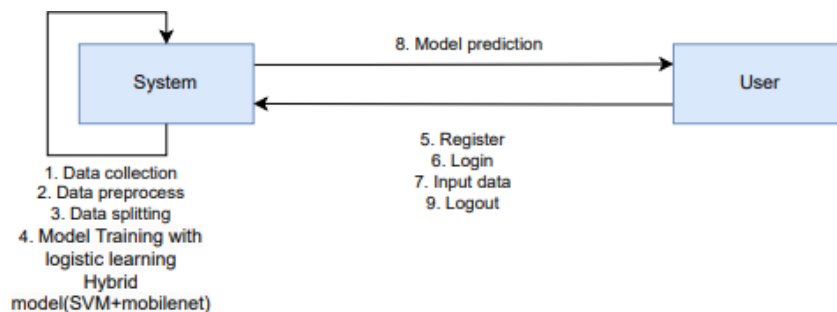 8. Model prediction
System
User
5. Register
6. Login
7. Input data
9. Logout
1. Data collection
2. Data preprocess
3. Data splitting
4. Model Training with
logistic learning
Hybrid
model(SVM+mobilenet)